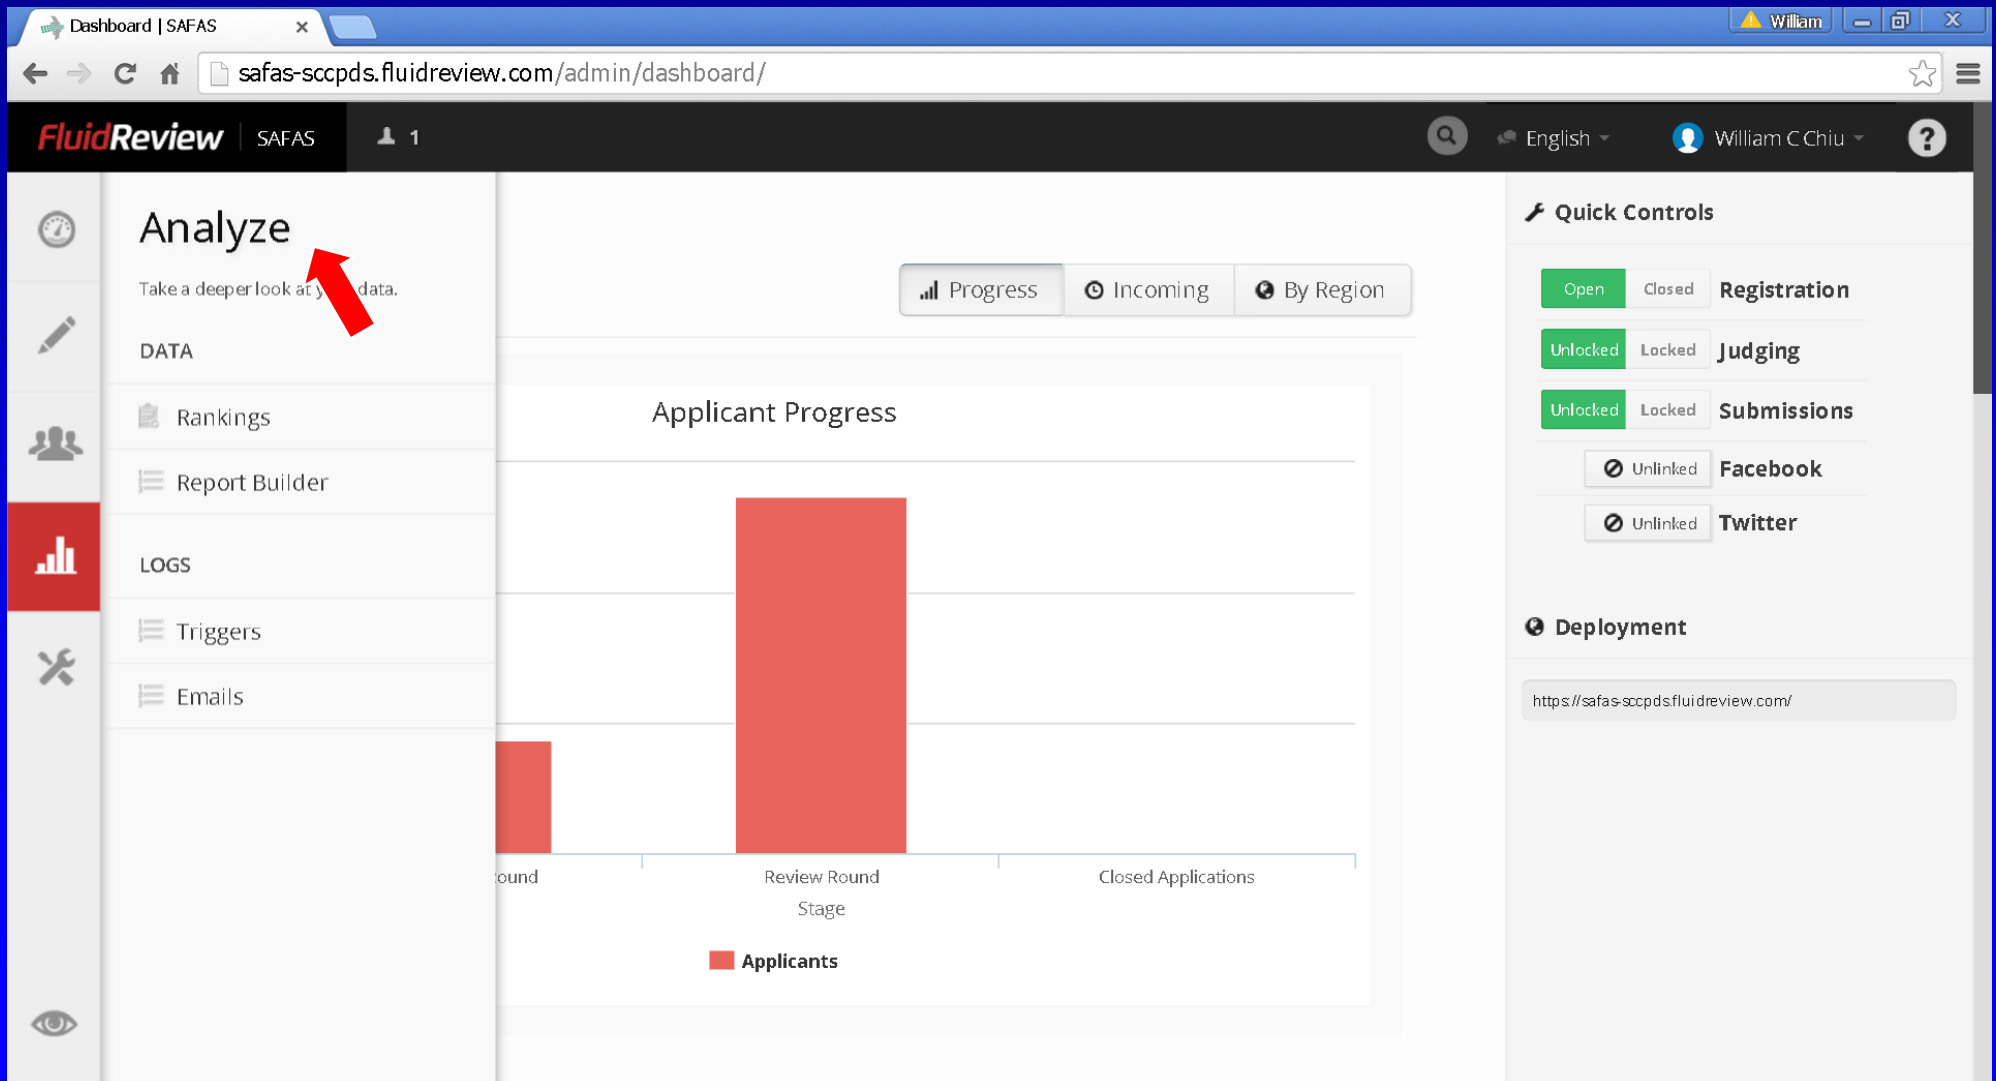 Dashboard | SAFAS
William
safas-sccpds.fluidreview.com/admin/dashboard/
FluidReview SAFAS 1 English William C Chiu ?
Analyze
Take a deeper look at data.
DATA
Rankings
Report Builder
LOGS
Triggers
Emails
Progress Incoming By Region
Applicant Progress
ound Review Round Closed Applications
Stage
Applicants
Quick Controls
Open Closed Registration
Unlocked Locked Judging
Unlocked Locked Submissions
Unlinked Facebook
Unlinked Twitter
Deployment
https://safas-sccpds.fluidreview.com/